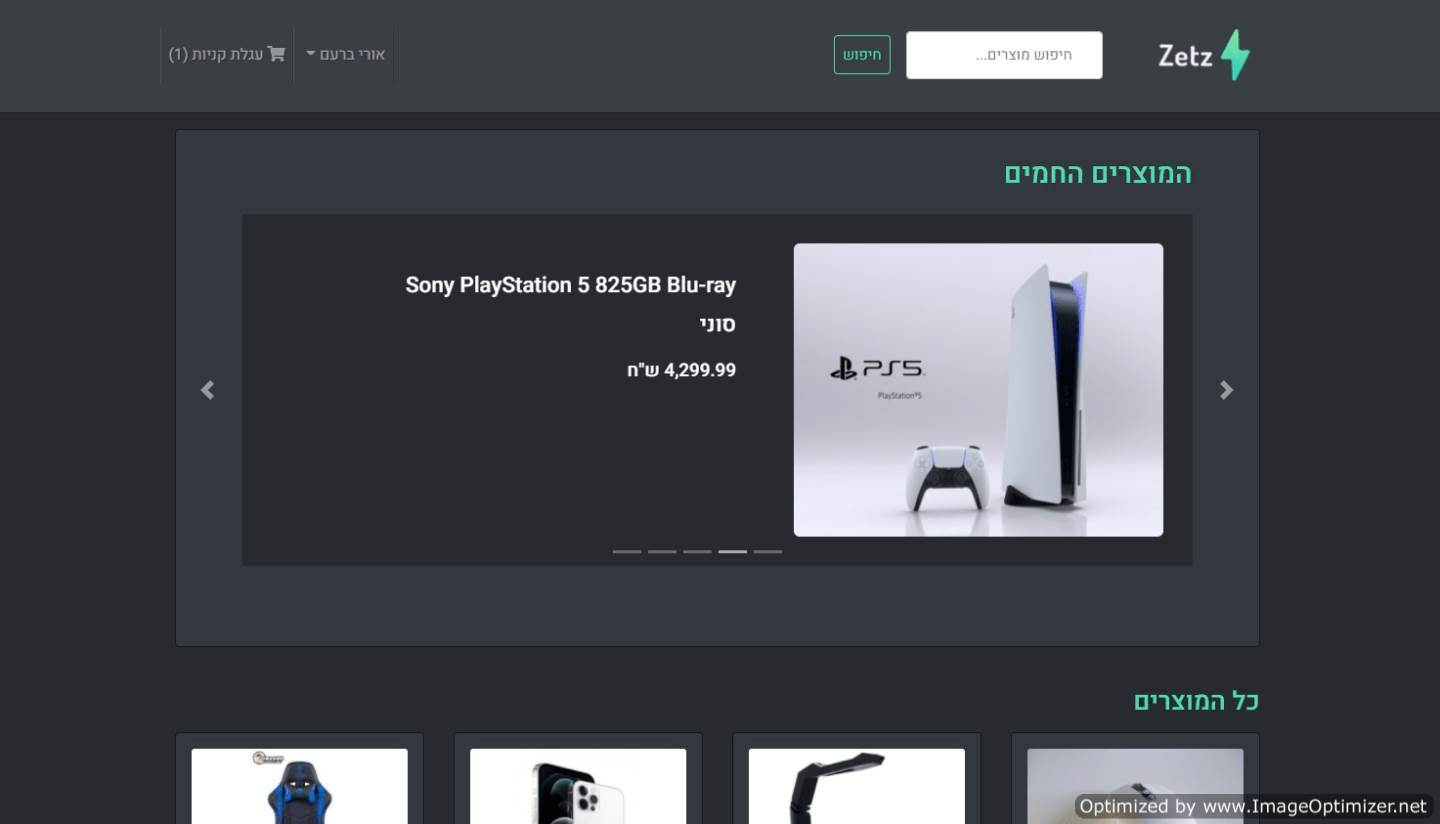 Zetz
חיפוש מוצרים...
חיפוש
אורי ברעם
עגלת קניות (1)
המוצרים החמים
Sony PlayStation 5 825GB Blu-ray
סוני
4,299.99 ש"ח
PS5
PlayStation®5
כל המוצרים
Optimized by www.ImageOptimizer.net